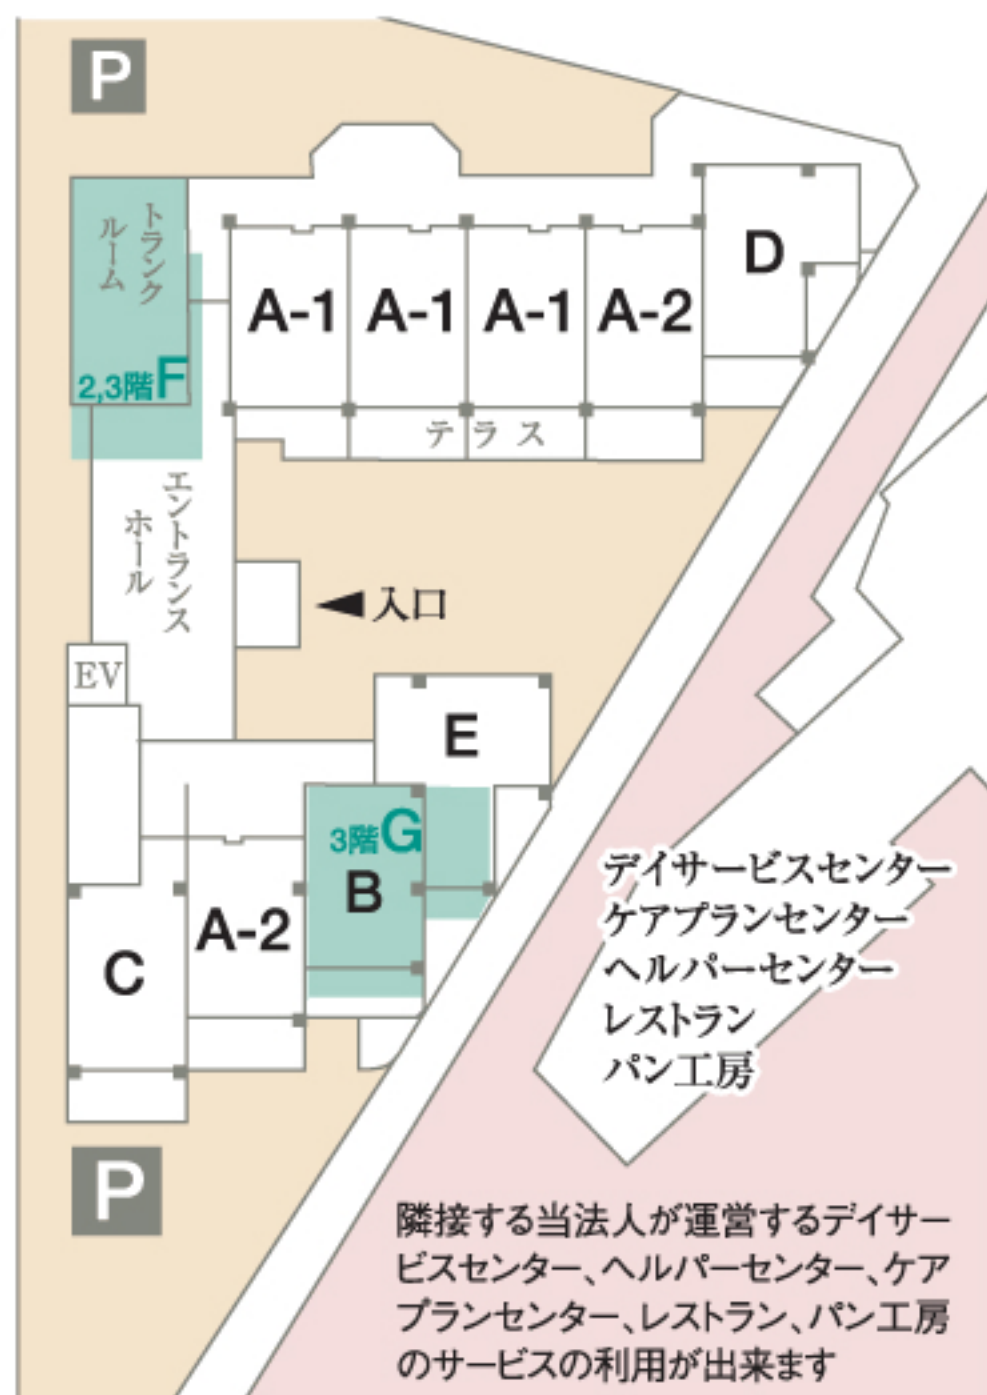 P
トランク
ルーム
2,3階F
A-1
A-1
A-1
A-2
D
テラス
エントランス
ホール
入口
EV
E
3階G
B
A-2
C
P
デイサービスセンター
ケアプランセンター
ヘルパーセンター
レストラン
パン工房
隣接する当法人が運営するデイサー
ビスセンター、ヘルパーセンター、ケア
プランセンター、レストラン、パン工房
のサービスの利用が出来ます